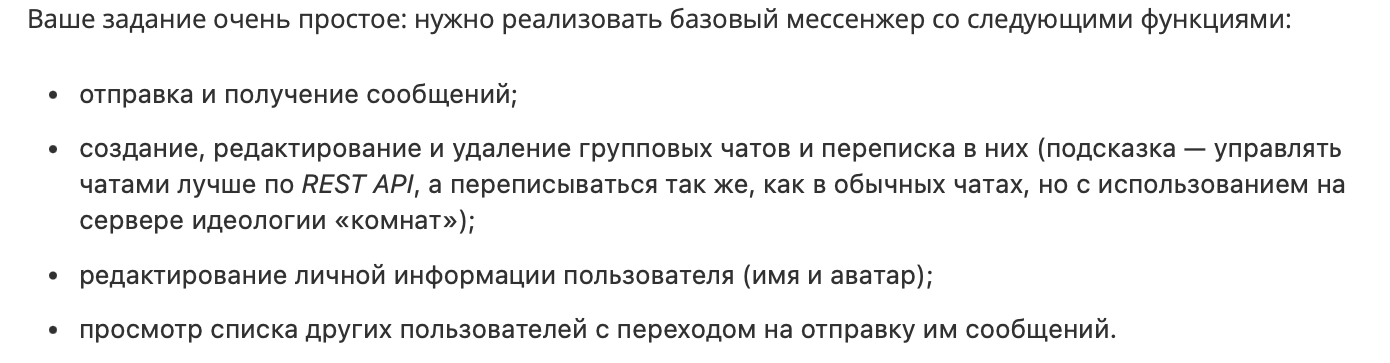 Ваше задание очень простое: нужно реализовать базовый мессенжер со следующими функциями:
• отправка и получение сообщений;
• создание, редактирование и удаление групповых чатов и переписка в них (подсказка — управлять
чатами лучше по REST API, а переписываться так же, как в обычных чатах, но с использованием на
сервере идеологии «комнат»);
• редактирование личной информации пользователя (имя и аватар);
• просмотр списка других пользователей с переходом на отправку им сообщений.